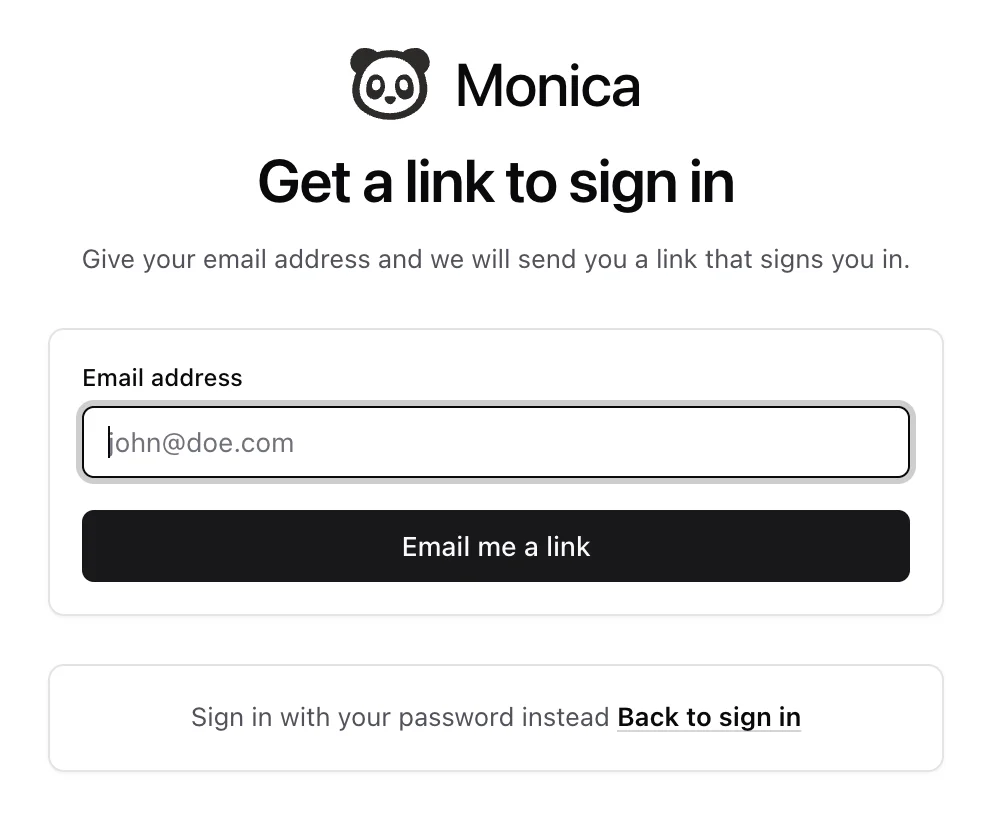 Monica
Get a link to sign in
Give your email address and we will send you a link that signs you in.
Email address
john@doe.com
Email me a link
Sign in with your password instead Back to sign in